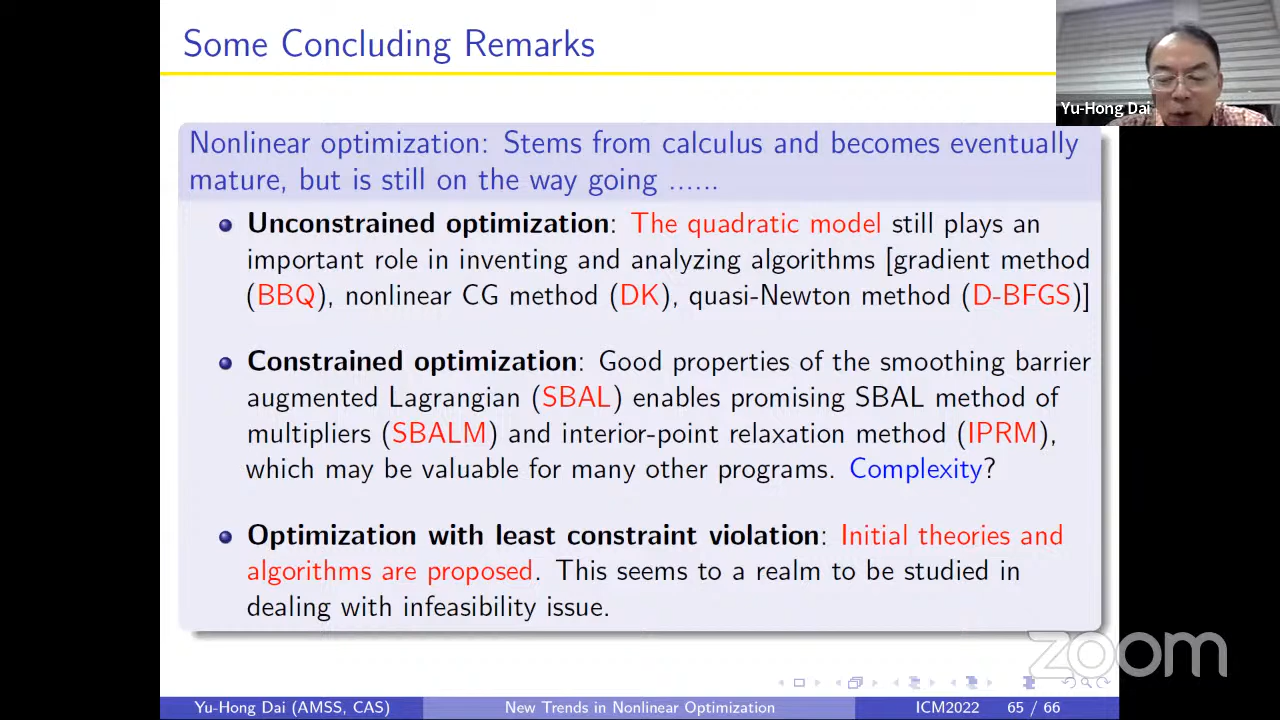 Some Concluding Remarks
Yu-Hong Dai
Nonlinear optimization: Stems from calculus and becomes eventually
mature, but is still on the way going ......
Unconstrained optimization: The quadratic model still plays an
important role in inventing and analyzing algorithms [gradient method
(BBQ), nonlinear CG method (DK), quasi-Newton method (D-BFGS)]
Constrained optimization: Good properties of the smoothing barrier
augmented Lagrangian (SBAL) enables promising SBAL method of
multipliers (SBALM) and interior-point relaxation method (IPRM),
which may be valuable for many other programs. Complexity?
Optimization with least constraint violation: Initial theories and
algorithms are proposed. This seems to a realm to be studied in
dealing with infeasibility issue.
zoom
Yu-Hong Dai (AMSS, CAS) New Trends in Nonlinear Optimization ICM2022 65 / 66